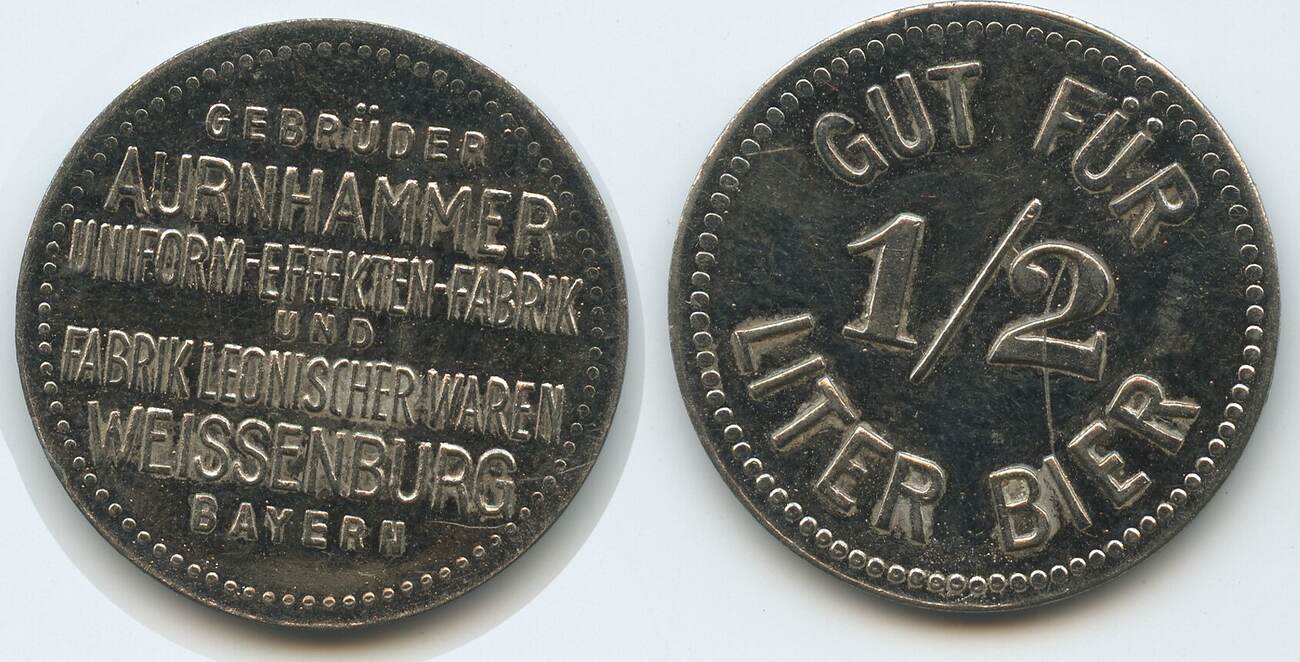 GEBRÜDER
AURNHAMMER
UNIFORM-EFFEKTEN-FABRIK
UND
FABRIK LEONISCHER WAREN
WEISSENBURG
BAYERN
GUT FÜR
1/2
LITER BIER